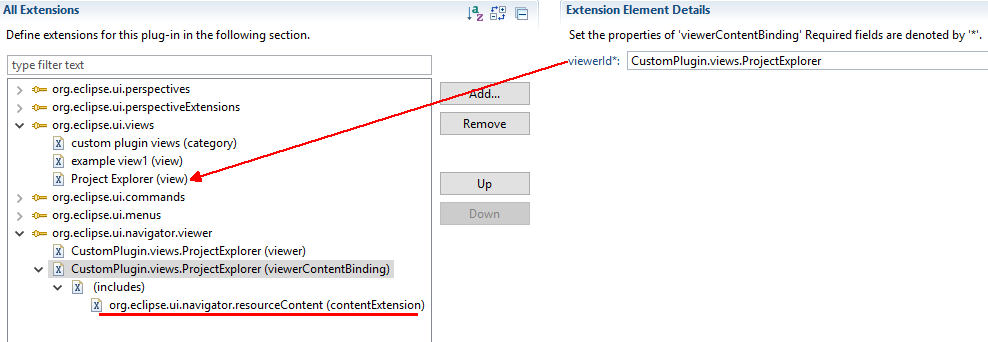 All Extensions
Define extensions for this plug-in in the following section.
type filter text
org.eclipse.ui.perspectives
org.eclipse.ui.perspectiveExtensions
org.eclipse.ui.views
custom plugin views (category)
example view1 (view)
Project Explorer (view)
org.eclipse.ui.commands
org.eclipse.ui.menus
org.eclipse.ui.navigator.viewer
CustomPlugin.views.ProjectExplorer (viewer)
CustomPlugin.views.ProjectExplorer (viewerContentBinding)
(includes)
org.eclipse.ui.navigator.resourceContent (contentExtension)
Add...
Remove
Up
Down
Extension Element Details
Set the properties of 'viewerContentBinding' Required fields are denoted by '*'.
viewerId*: CustomPlugin.views.ProjectExplorer